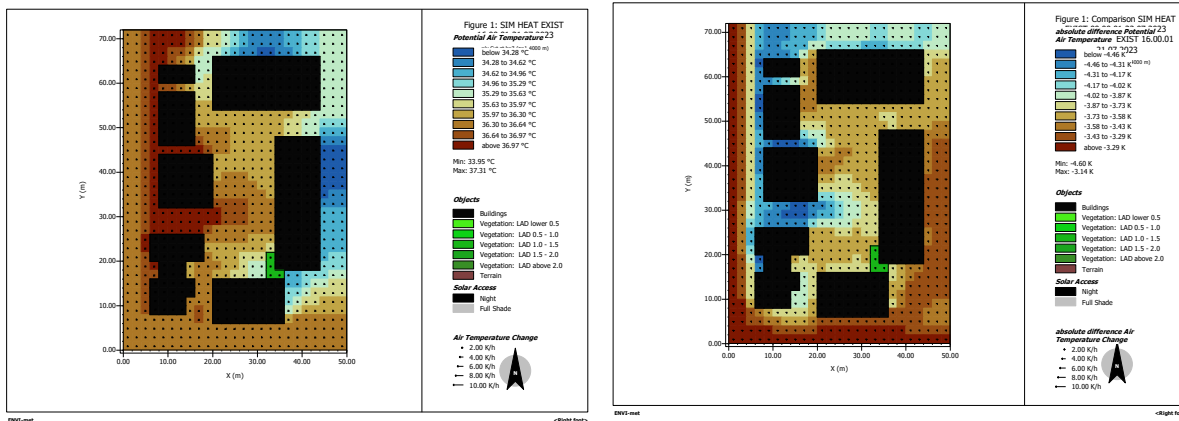 Figure 1: SIM HEAT EXIST
Potential Air Temperature
below 34.28 °C
34.28 to 34.62 °C
34.62 to 34.96 °C
34.96 to 35.29 °C
35.29 to 35.63 °C
35.63 to 35.97 °C
35.97 to 36.30 °C
36.30 to 36.64 °C
36.64 to 36.97 °C
above 36.97 °C
Min: 33.95 °C
Max: 37.31 °C
Objects
Buildings
Vegetation: LAD lower 0.5
Vegetation: LAD 0.5 - 1.0
Vegetation: LAD 1.0 - 1.5
Vegetation: LAD 1.5 - 2.0
Vegetation: LAD above 2.0
Terrain
Solar Access
Night
Full Shade
Air Temperature Change
2.00 K/h
4.00 K/h
6.00 K/h
8.00 K/h
10.00 K/h
N
70.00
60.00
50.00
40.00
30.00
20.00
10.00
0.00
Y (m)
0.00 10.00 20.00 30.00 40.00 50.00
X (m)
ENVI-met
<Right foot>
Figure 1: Comparison SIM HEAT
absolute difference Potential
Air Temperature EXIST 16.00.01
21.07.2023
below -4.46 K
-4.46 to -4.31 K
-4.31 to -4.17 K
-4.17 to -4.02 K
-4.02 to -3.87 K
-3.87 to -3.73 K
-3.73 to -3.58 K
-3.58 to -3.43 K
-3.43 to -3.29 K
above -3.29 K
Min: -4.60 K
Max: -3.14 K
Objects
Buildings
Vegetation: LAD lower 0.5
Vegetation: LAD 0.5 - 1.0
Vegetation: LAD 1.0 - 1.5
Vegetation: LAD 1.5 - 2.0
Vegetation: LAD above 2.0
Terrain
Solar Access
Night
Full Shade
absolute difference Air
Temperature Change
2.00 K/h
4.00 K/h
6.00 K/h
8.00 K/h
10.00 K/h
N
70.00
60.00
50.00
40.00
30.00
20.00
10.00
0.00
Y (m)
0.00 10.00 20.00 30.00 40.00 50.00
X (m)
ENVI-met
<Right fo